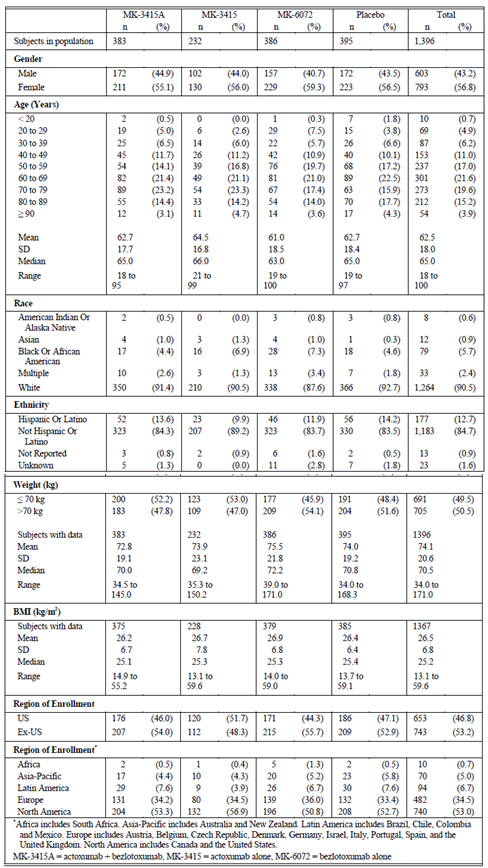 MK-3415A MK-3415 MK-6072 Placebo Total
n (%) n (%) n (%) n (%) n (%)
Subjects in population 383 232 386 395 1,396
Gender
Male 172 (44.9) 102 (44.0) 157 (40.7) 172 (43.5) 603 (43.2)
Female 211 (55.1) 130 (56.0) 229 (59.3) 223 (56.5) 793 (56.8)
Age (Years)
< 20 2 (0.5) 0 (0.0) 1 (0.3) 7 (1.8) 10 (0.7)
20 to 29 19 (5.0) 6 (2.6) 29 (7.5) 15 (3.8) 69 (4.9)
30 to 39 25 (6.5) 14 (6.0) 22 (5.7) 26 (6.6) 87 (6.2)
40 to 49 45 (11.7) 26 (11.2) 42 (10.9) 40 (10.1) 153 (11.0)
50 to 59 54 (14.1) 39 (16.8) 76 (19.7) 68 (17.2) 237 (17.0)
60 to 69 82 (21.4) 49 (21.1) 81 (21.0) 89 (22.5) 301 (21.6)
70 to 79 89 (23.2) 54 (23.3) 67 (17.4) 63 (15.9) 273 (19.6)
80 to 89 55 (14.4) 33 (14.2) 54 (14.0) 70 (17.7) 212 (15.2)
≥ 90 12 (3.1) 11 (4.7) 14 (3.6) 17 (4.3) 54 (3.9)
Mean 62.7 64.5 61.0 62.7 62.5
SD 17.7 16.8 18.5 18.4 18.0
Median 65.0 66.0 63.0 65.0 65.0
Range 18 to 21 to 19 to 19 to 18 to
95 99 100 97 100
Race
American Indian Or 2 (0.5) 0 (0.0) 3 (0.8) 3 (0.8) 8 (0.6)
Alaska Native
Asian 4 (1.0) 3 (1.3) 4 (1.0) 1 (0.3) 12 (0.9)
Black Or African 17 (4.4) 16 (6.9) 28 (7.3) 18 (4.6) 79 (5.7)
American
Multiple 10 (2.6) 3 (1.3) 13 (3.4) 7 (1.8) 33 (2.4)
White 350 (91.4) 210 (90.5) 338 (87.6) 366 (92.7) 1,264 (90.5)
Ethnicity
Hispanic Or Latino 52 (13.6) 23 (9.9) 46 (11.9) 56 (14.2) 177 (12.7)
Not Hispanic Or 323 (84.3) 207 (89.2) 323 (83.7) 330 (83.5) 1,183 (84.7)
Latino
Not Reported 3 (0.8) 2 (0.9) 6 (1.6) 2 (0.5) 13 (0.9)
Unknown 5 (1.3) 0 (0.0) 11 (2.8) 7 (1.8) 23 (1.6)
Weight (kg)
≤ 70 kg 200 (52.2) 123 (53.0) 177 (45.9) 191 (48.4) 691 (49.5)
>70 kg 183 (47.8) 109 (47.0) 209 (54.1) 204 (51.6) 705 (50.5)
Subjects with data 383 232 386 395 1396
Mean 72.8 73.9 75.5 74.0 74.1
SD 19.1 23.1 21.8 19.2 20.6
Median 70.0 69.2 72.2 70.8 70.5
Range 34.5 to 35.3 to 39.0 to 34.0 to 34.0 to
145.0 150.2 171.0 168.3 171.0
BMI (kg/m²)
Subjects with data 375 228 379 385 1367
Mean 26.2 26.7 26.9 26.4 26.5
SD 6.7 7.8 6.8 6.4 6.8
Median 25.1 25.3 25.3 25.4 25.2
Range 14.9 to 13.1 to 14.0 to 13.7 to 13.1 to
55.2 59.6 59.0 59.1 59.6
Region of Enrollment
US 176 (46.0) 120 (51.7) 171 (44.3) 186 (47.1) 653 (46.8)
Ex-US 207 (54.0) 112 (48.3) 215 (55.7) 209 (52.9) 743 (53.2)
Region of Enrollment*
Africa 2 (0.5) 1 (0.4) 5 (1.3) 2 (0.5) 10 (0.7)
Asia-Pacific 17 (4.4) 10 (4.3) 20 (5.2) 23 (5.8) 70 (5.0)
Latin America 29 (7.6) 9 (3.9) 26 (6.7) 30 (7.6) 94 (6.7)
Europe 131 (34.2) 80 (34.5) 139 (36.0) 132 (33.4) 482 (34.5)
North America 204 (53.3) 132 (56.9) 196 (50.8) 208 (52.7) 740 (53.0)
*Africa includes South Africa. Asia-Pacific includes Australia and New Zealand. Latin America includes Brazil, Chile, Colombia
and Mexico. Europe includes Austria, Belgium, Czech Republic, Denmark, Germany, Israel, Italy, Portugal, Spain, and the
United Kingdom. North America includes Canada and the United States.
MK-3415A = actoxumab + bezlotoxumab, MK-3415 = actoxumab alone, MK-6072 = bezlotoxumab alone